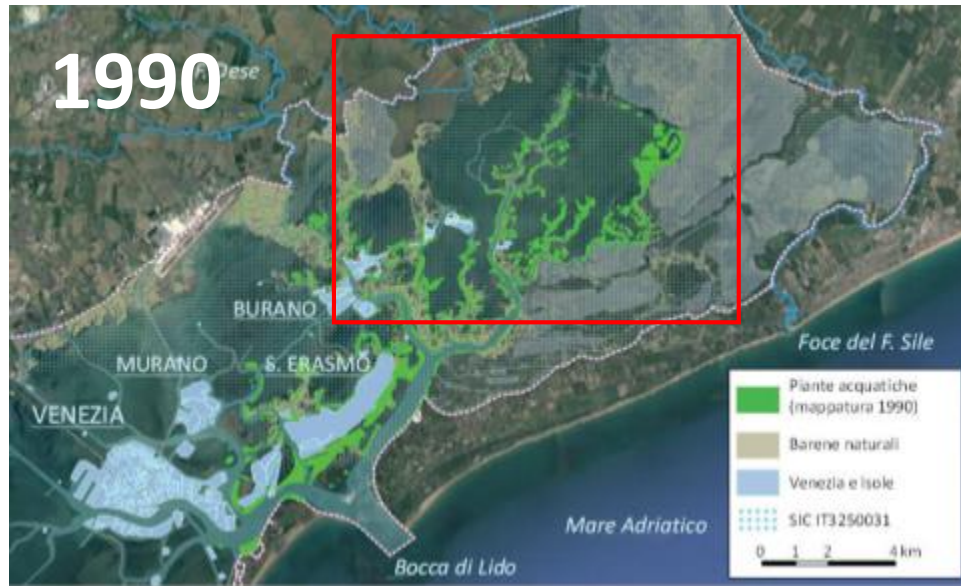 1990
F. Dese
BURANO
MURANO
S. ERASMO
VENEZIA
Foce del F. Sile
Mare Adriatico
Bocca di Lido
Piante acquatiche
(mappatura 1990)
Barene naturali
Venezia e Isole
SIC IT3250031
0 1 2 4 km